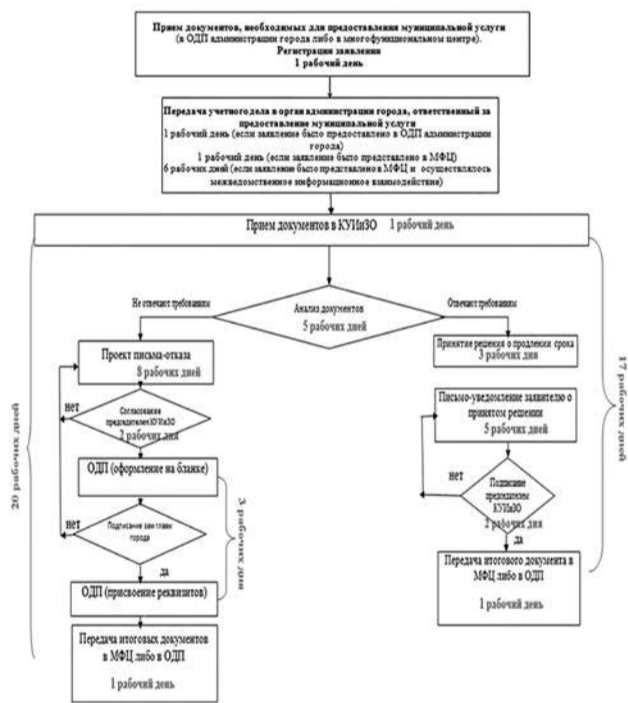 Прием документов, необходимых для предоставления муниципальной услуги
(в ОДП администрации города либо в многофункциональном центре).
Регистрация заявления
1 рабочий день
Передача учетного дела в орган администрации города, ответственный за
предоставление муниципальной услуги
1 рабочий день (если заявление было предоставлено в ОДП администрации
города)
1 рабочий день (если заявление было представлено в МФЦ)
6 рабочих дней (если заявление было представлено в МФЦ и осуществлялось
межведомственное информационное взаимодействие)
Прием документов в КУИиЗО 1 рабочий день
Анализ документов
5 рабочих дней
Не отвечают требованиям
Отвечают требованиям
Проект письма-отказа
8 рабочих дней
нет
Согласование
председателем КУИиЗО
2 рабочих дня
ОДП (оформление на бланке)
нет
Подписание зам главы
города
да
ОДП (присвоение реквизитов)
3 рабочих дня
Передача итоговых документов
в МФЦ либо в ОДП
1 рабочий день
20 рабочих дней
Принятие решения о продлении срока
3 рабочих дня
Письмо-уведомление заявителю о
принятом решении
5 рабочих дней
нет
Подписание
председателем
КУИиЗО
2 рабочих дня
да
Передача итогового документа в
МФЦ либо в ОДП
1 рабочий день
17 рабочих дней